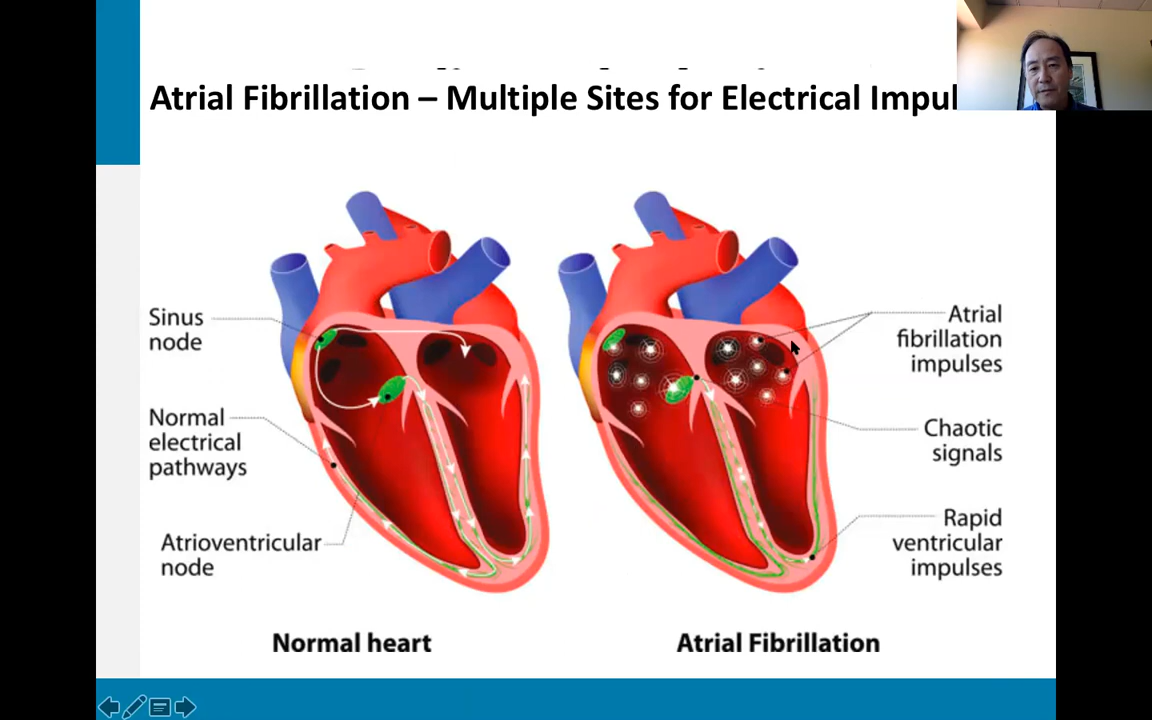 Atrial Fibrillation – Multiple Sites for Electrical Impul
Sinus
node
Normal
electrical
pathways
Atrioventricular
node
Normal heart
Atrial
fibrillation
impulses
Chaotic
signals
Rapid
ventricular
impulses
Atrial Fibrillation